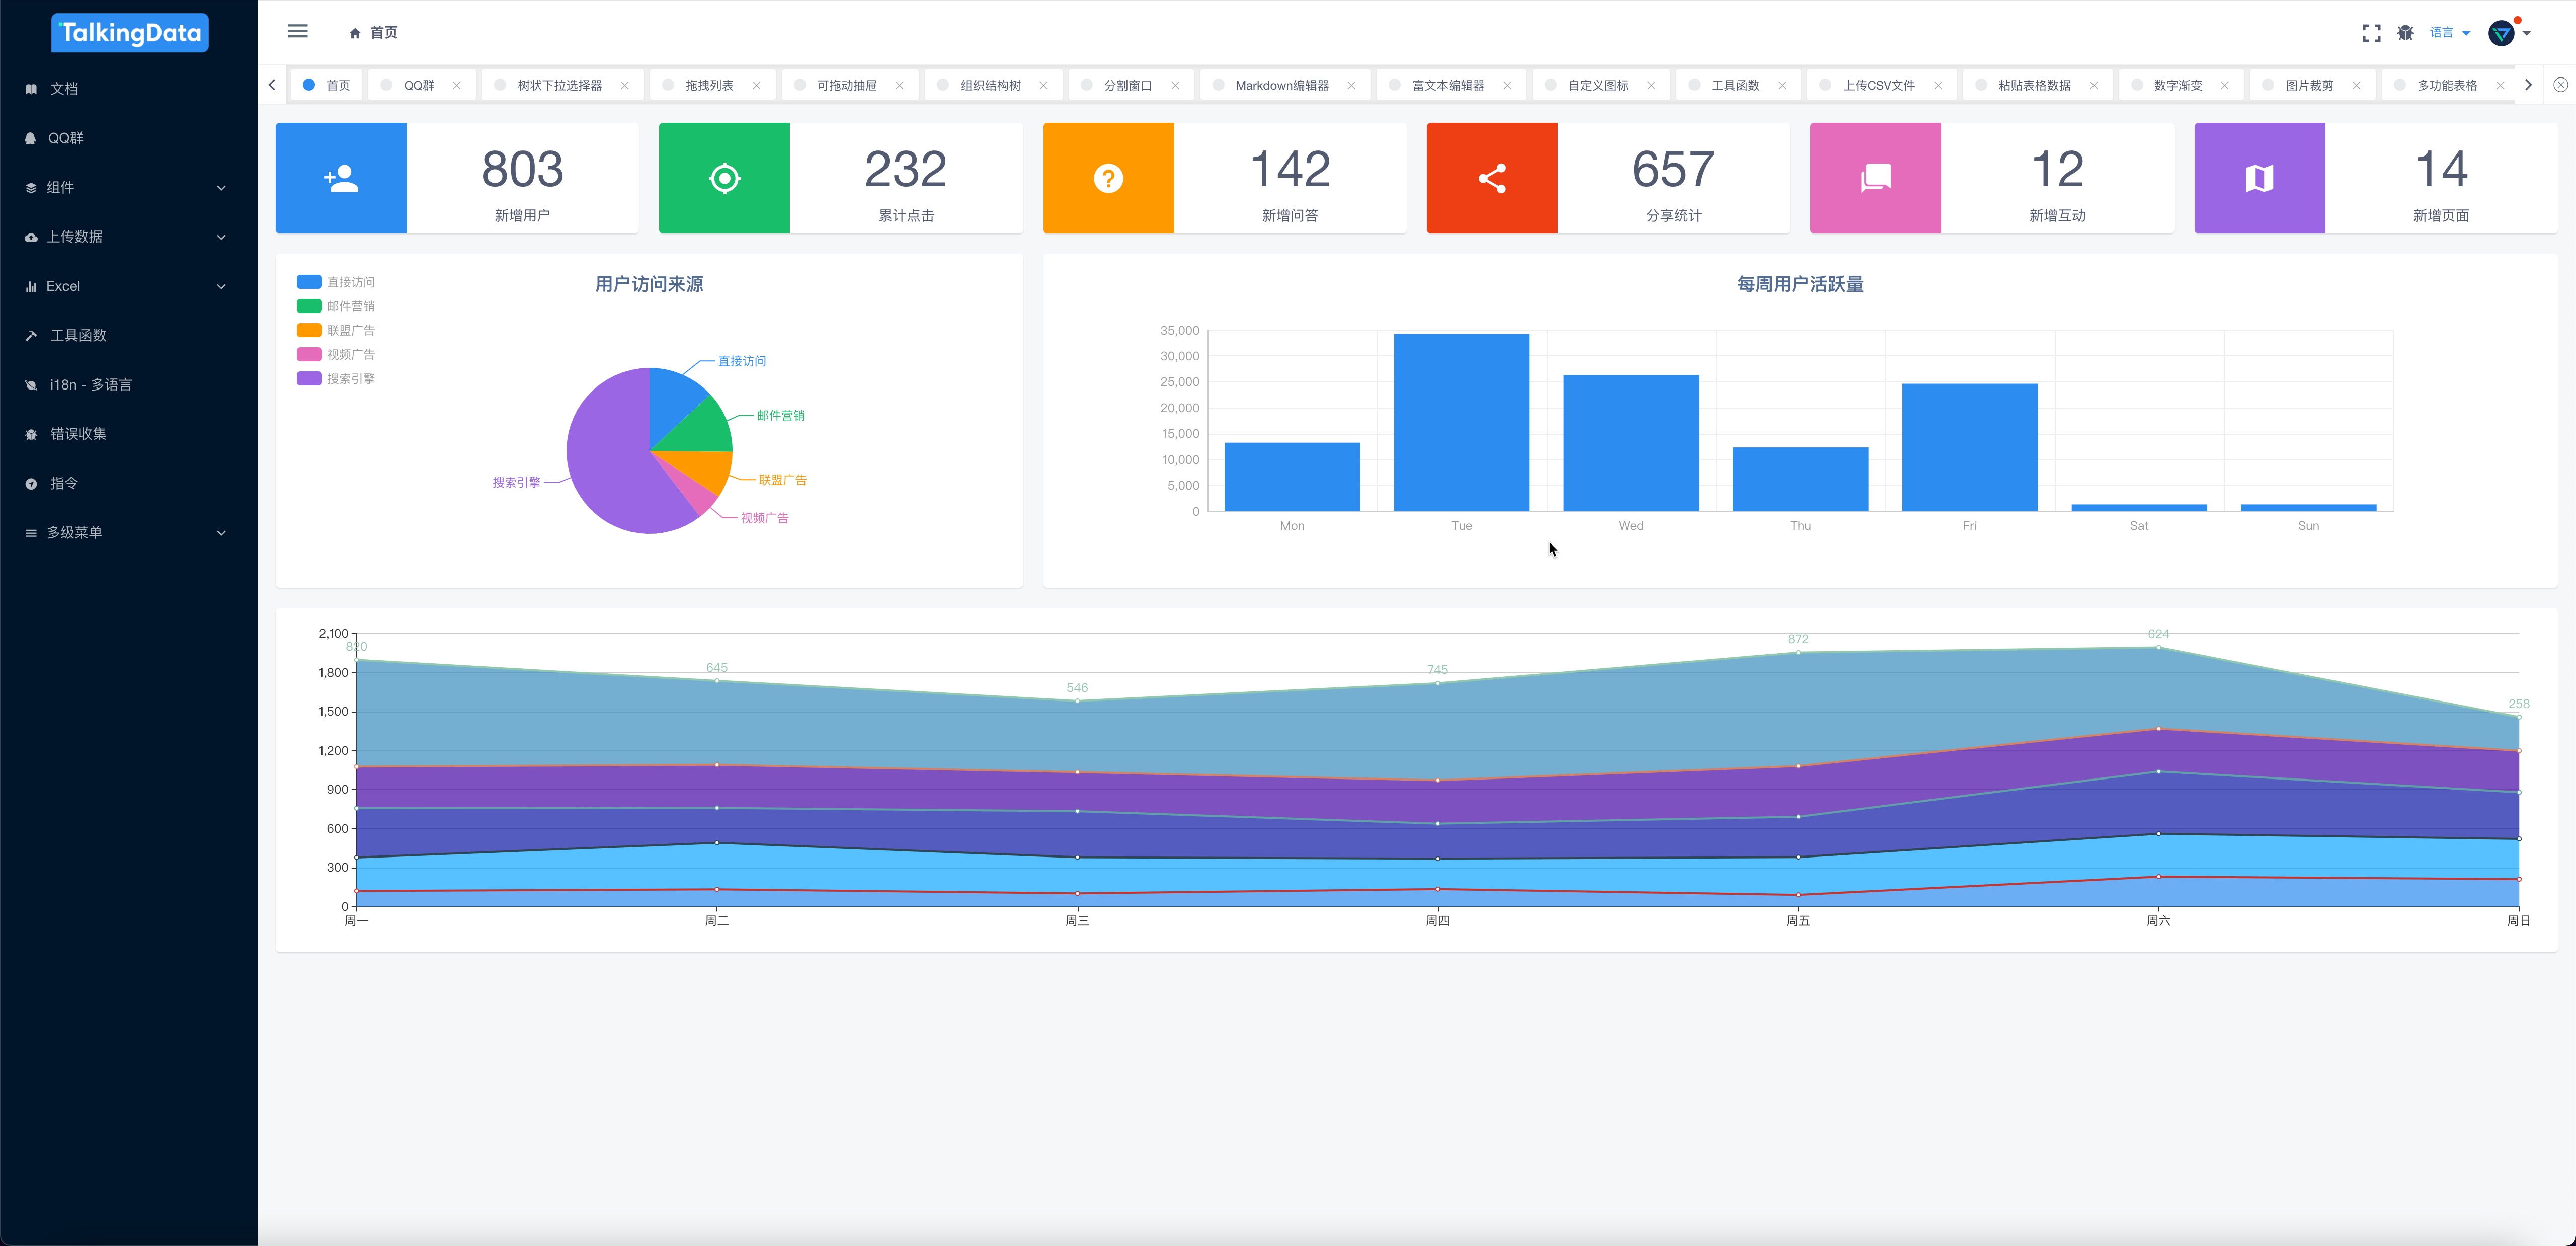 TalkingData
文档
QQ群
组件
上传数据
Excel
工具函数
i18n - 多语言
错误收集
指令
多级菜单
首页
语言
首页
QQ群
树状下拉选择器
拖拽列表
可拖动抽屉
组织结构树
分割窗口
Markdown编辑器
富文本编辑器
自定义图标
工具函数
上传CSV文件
粘贴表格数据
数字渐变
图片裁剪
多功能表格
803
新增用户
232
累计点击
142
新增问答
657
分享统计
12
新增互动
14
新增页面
用户访问来源
直接访问
邮件营销
联盟广告
视频广告
搜索引擎
直接访问
邮件营销
联盟广告
视频广告
搜索引擎
每周用户活跃量
35,000
30,000
25,000
20,000
15,000
10,000
5,000
0
Mon Tue Wed Thu Fri Sat Sun
2,100
1,800
1,500
1,200
900
600
300
0
820 645 546 745 872 624 258
周一 周二 周三 周四 周五 周六 周日